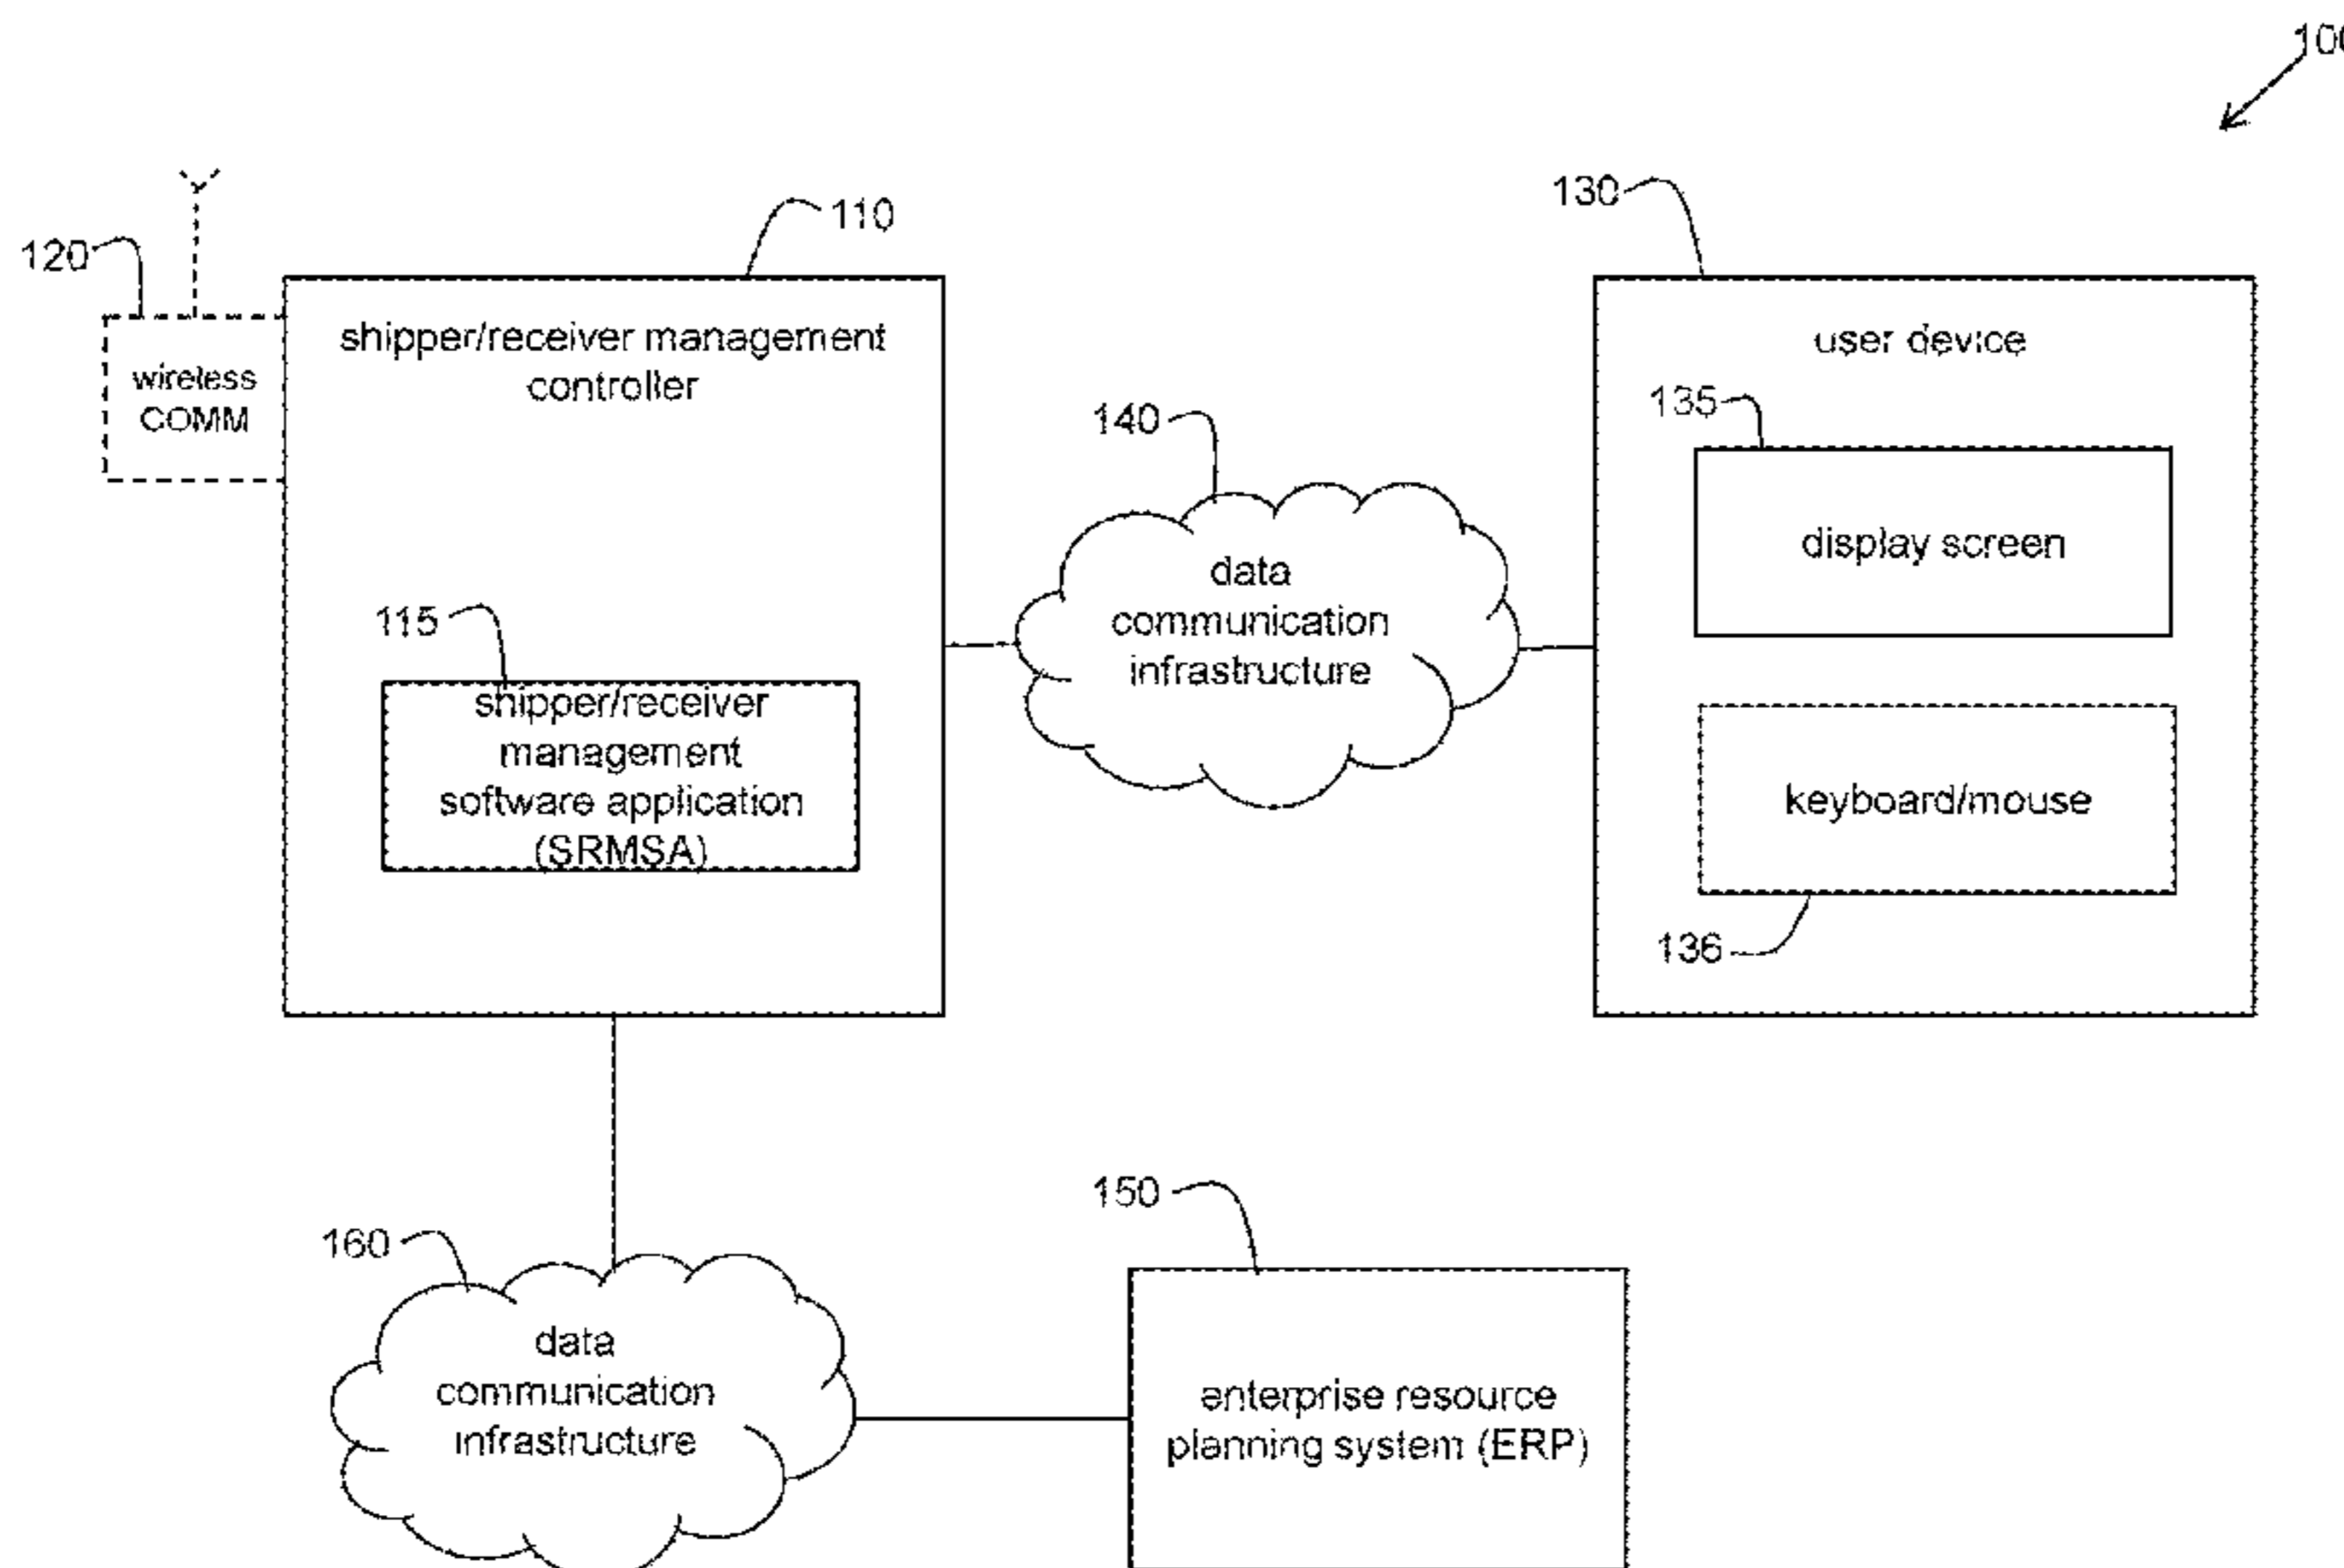 100
110
130
120
shipper/receiver management
controller
user device
wireless
COMM
135
140
display screen
data
communication
infrastructure
115
shipper/receiver
management
software application
(SRMSA)
keyboard/mouse
136
150
160
data
communication
infrastructure
enterprise resource
planning system (ERP)